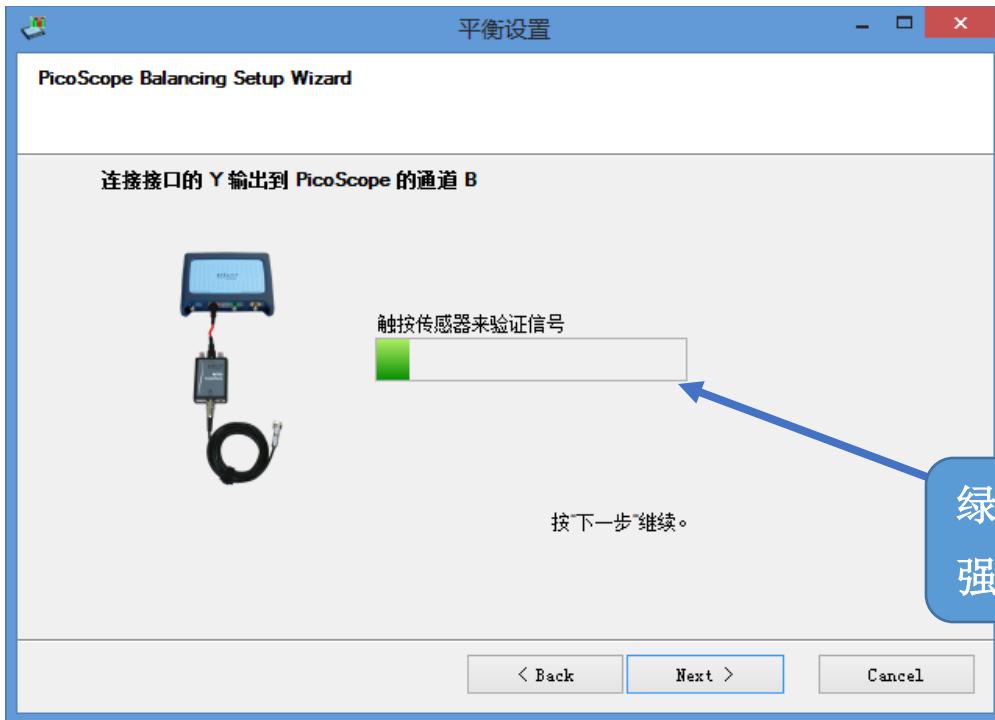 平衡设置
PicoScope Balancing Setup Wizard
连接接口的 Y 输出到 PicoScope 的通道 B
触按传感器来验证信号
绿
强
按"下一步"继续。
< Back
Next >
Cancel